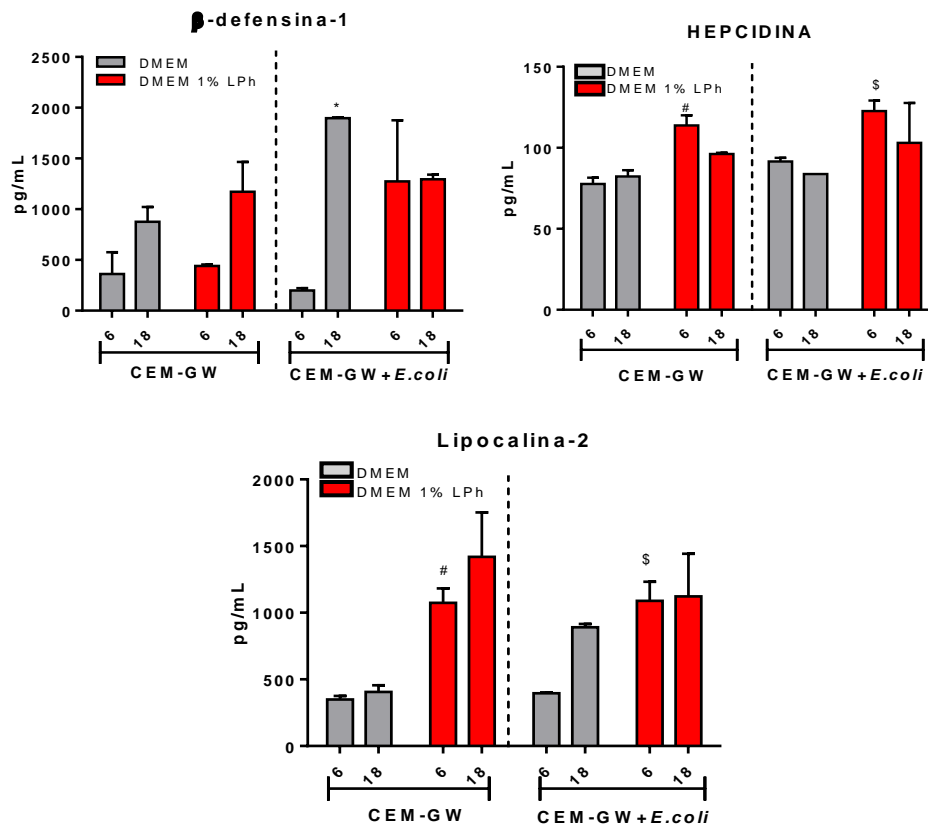 β-defensina-1
DMEM
DMEM 1% LPh
*
2500
2000
1500
1000
500
0
pg/mL
6
18
6
18
6
18
6
18
CEM-GW
CEM-GW + E.coli
HEPCIDINA
DMEM
DMEM 1% LPh
#
$
150
100
50
0
pg/mL
6
18
6
18
6
18
6
18
CEM-GW
CEM-GW + E.coli
Lipocalina-2
DMEM
DMEM 1% LPh
#
$
2000
1500
1000
500
0
pg/mL
6
18
6
18
6
18
6
18
CEM-GW
CEM-GW + E.coli